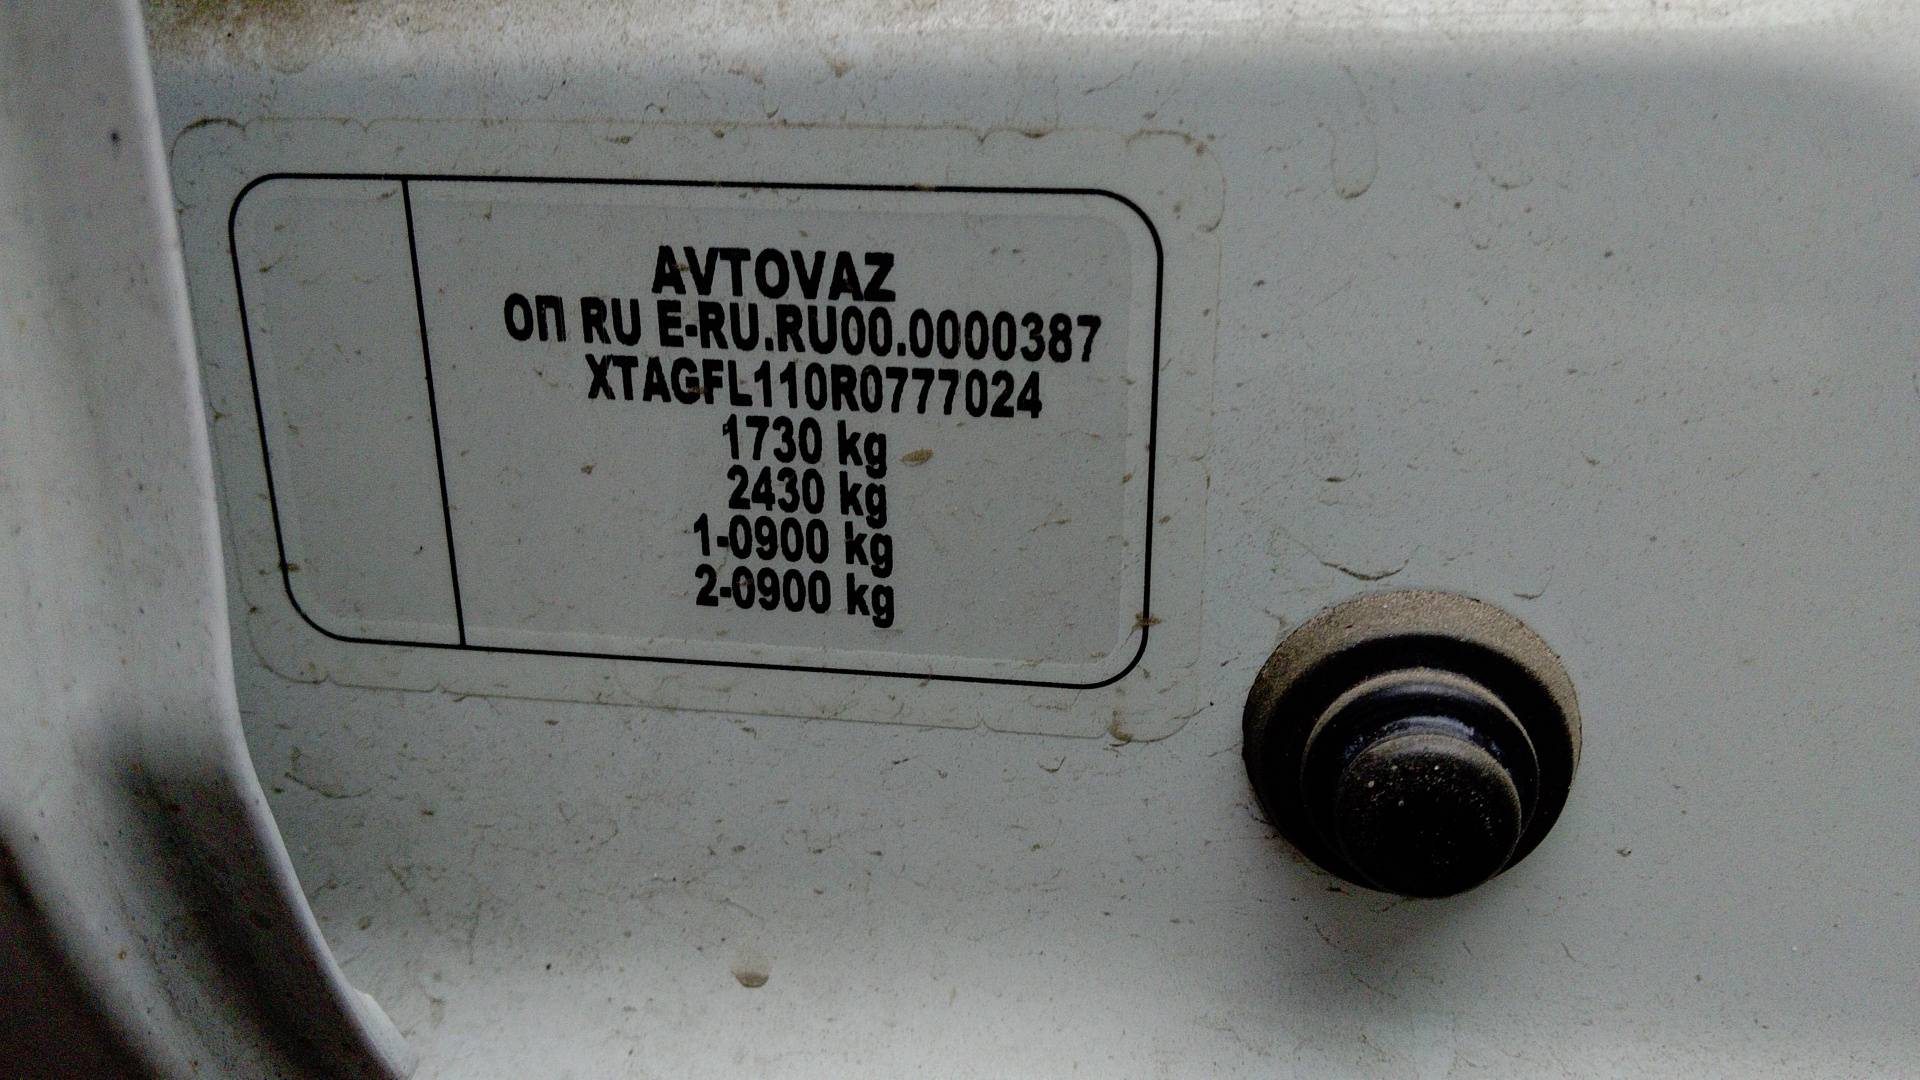 AVTOVAZ
ОП RU E-RU.RU00.0000387
XTAGFL110R0777024
1730 kg
2430 kg
1-0900 kg
2-0900 kg